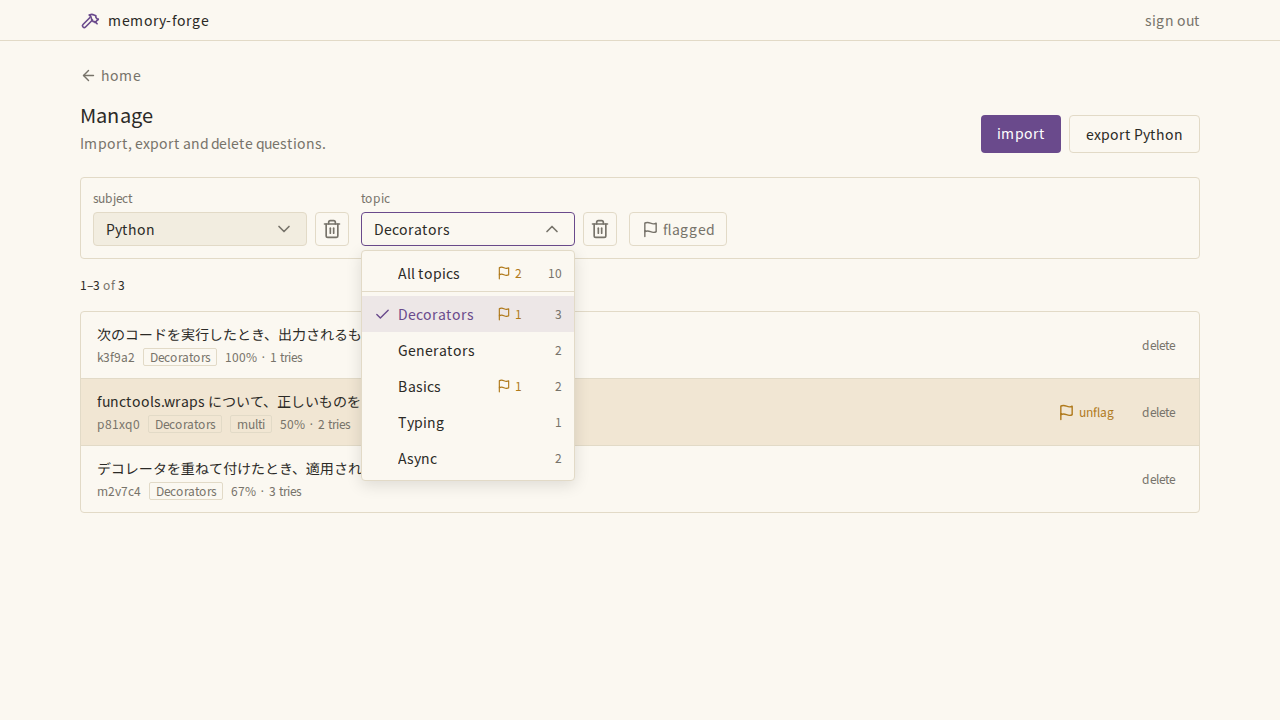 memory-forge
sign out
home
Manage
Import, export and delete questions.
import
export Python
subject
topic
Python
Decorators
flagged
All topics 2 10
1–3 of 3
Decorators 1 3
Generators 2
Basics 1 2
Typing 1
Async 2
次のコードを実行したとき、出力されるも
k3f9a2 Decorators 100% · 1 tries
delete
functools.wraps について、正しいものを
p81xq0 Decorators multi 50% · 2 tries
unflag delete
デコレータを重ねて付けたとき、適用され
m2v7c4 Decorators 67% · 3 tries
delete